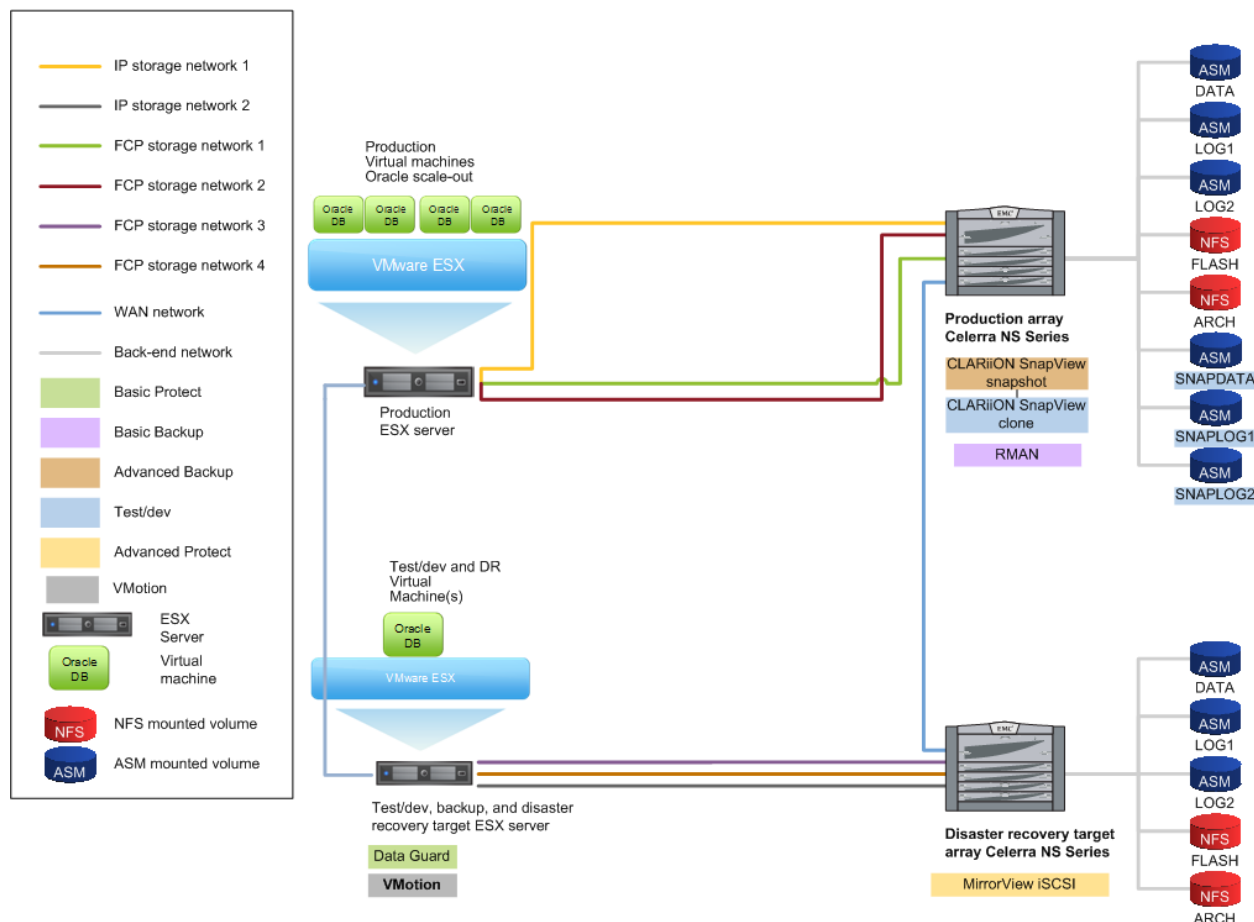 IP storage network 1
IP storage network 2
FCP storage network 1
FCP storage network 2
FCP storage network 3
FCP storage network 4
WAN network
Back-end network
Basic Protect
Basic Backup
Advanced Backup
Test/dev
Advanced Protect
VMotion
ESX
Server
Oracle
DB
Virtual
machine
NFS
NFS mounted volume
ASM
ASM mounted volume
Production
Virtual machines
Oracle scale-out
Oracle
DB
Oracle
DB
Oracle
DB
Oracle
DB
VMware ESX
Production
ESX server
Test/dev and DR
Virtual
Machine(s)
Oracle
DB
VMware ESX
Test/dev, backup, and disaster
recovery target ESX server
Data Guard
VMotion
EMC²
Production array
Celerra NS Series
CLARiiON SnapView
snapshot
CLARiiON SnapView
clone
RMAN
EMC²
Disaster recovery target
array Celerra NS Series
MirrorView iSCSI
ASM
DATA
ASM
LOG1
ASM
LOG2
NFS
FLASH
NFS
ARCH
ASM
SNAPDATA
ASM
SNAPLOG1
ASM
SNAPLOG2
ASM
DATA
ASM
LOG1
ASM
LOG2
NFS
FLASH
NFS
ARCH